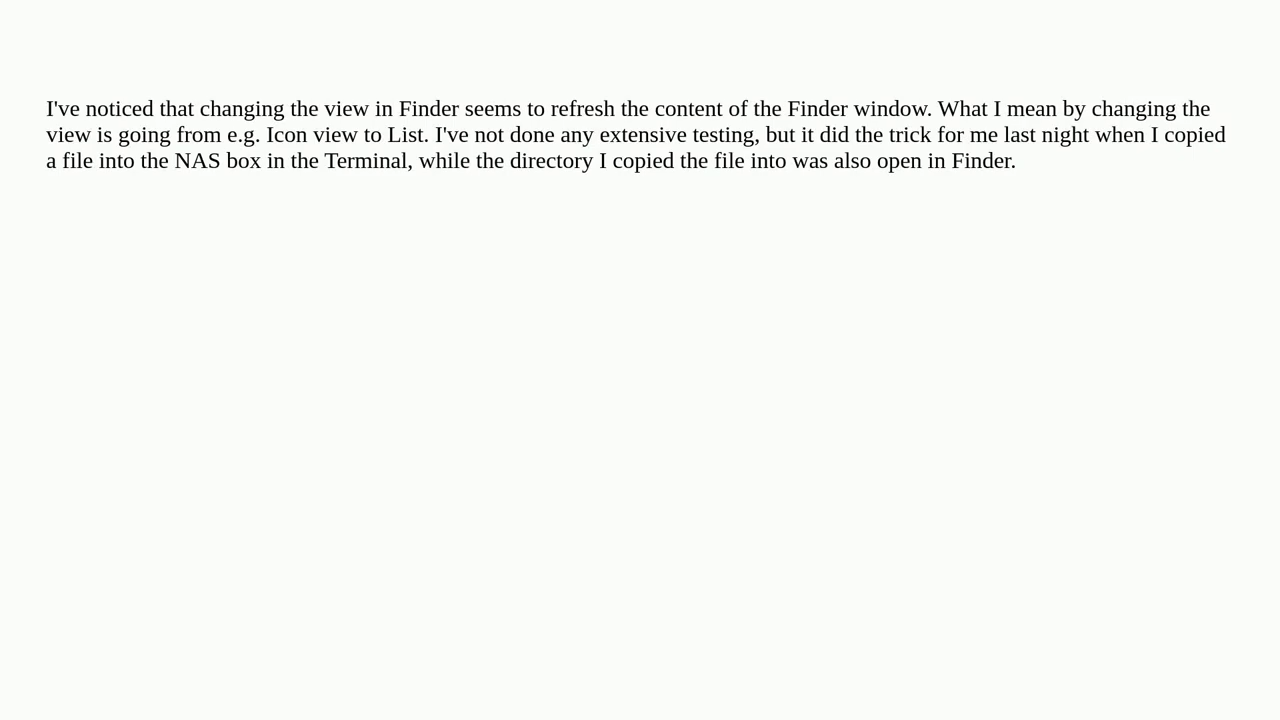 I've noticed that changing the view in Finder seems to refresh the content of the Finder window. What I mean by changing the
view is going from e.g. Icon view to List. I've not done any extensive testing, but it did the trick for me last night when I copied
a file into the NAS box in the Terminal, while the directory I copied the file into was also open in Finder.